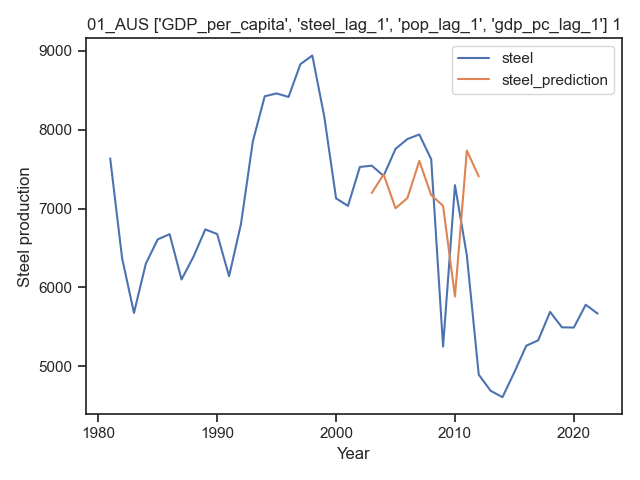 01_AUS ['GDP_per_capita', 'steel_lag_1', 'pop_lag_1', 'gdp_pc_lag_1'] 1
steel
steel_prediction
9000
8000
7000
6000
5000
Steel production
1980
1990
2000
2010
2020
Year